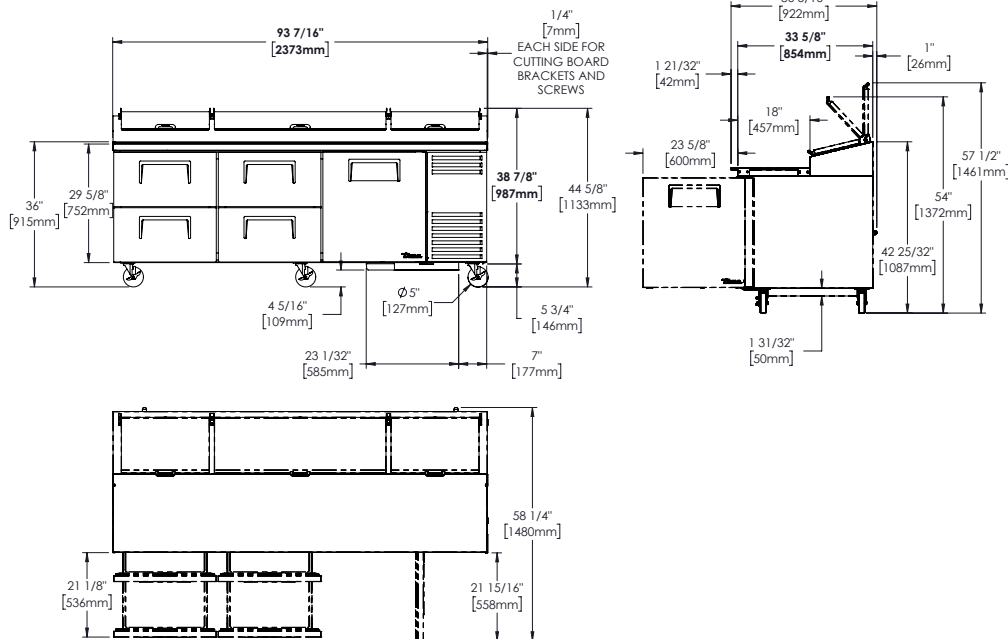 93 7/16"
[2373mm]
1/4"
[7mm]
EACH SIDE FOR
CUTTING BOARD
BRACKETS AND
SCREWS
36"
[915mm]
29 5/8"
[752mm]
38 7/8"
[987mm]
44 5/8"
[1133mm]
4 5/16"
[109mm]
Ø 5"
[127mm]
5 3/4"
[146mm]
23 1/32"
[585mm]
7"
[177mm]
[922mm]
33 5/8"
[854mm]
1"
[26mm]
1 21/32"
[42mm]
18"
[457mm]
23 5/8"
[600mm]
57 1/2"
[1461mm]
54"
[1372mm]
42 25/32"
[1087mm]
1 31/32"
[50mm]
58 1/4"
[1480mm]
21 1/8"
[536mm]
21 15/16"
[558mm]